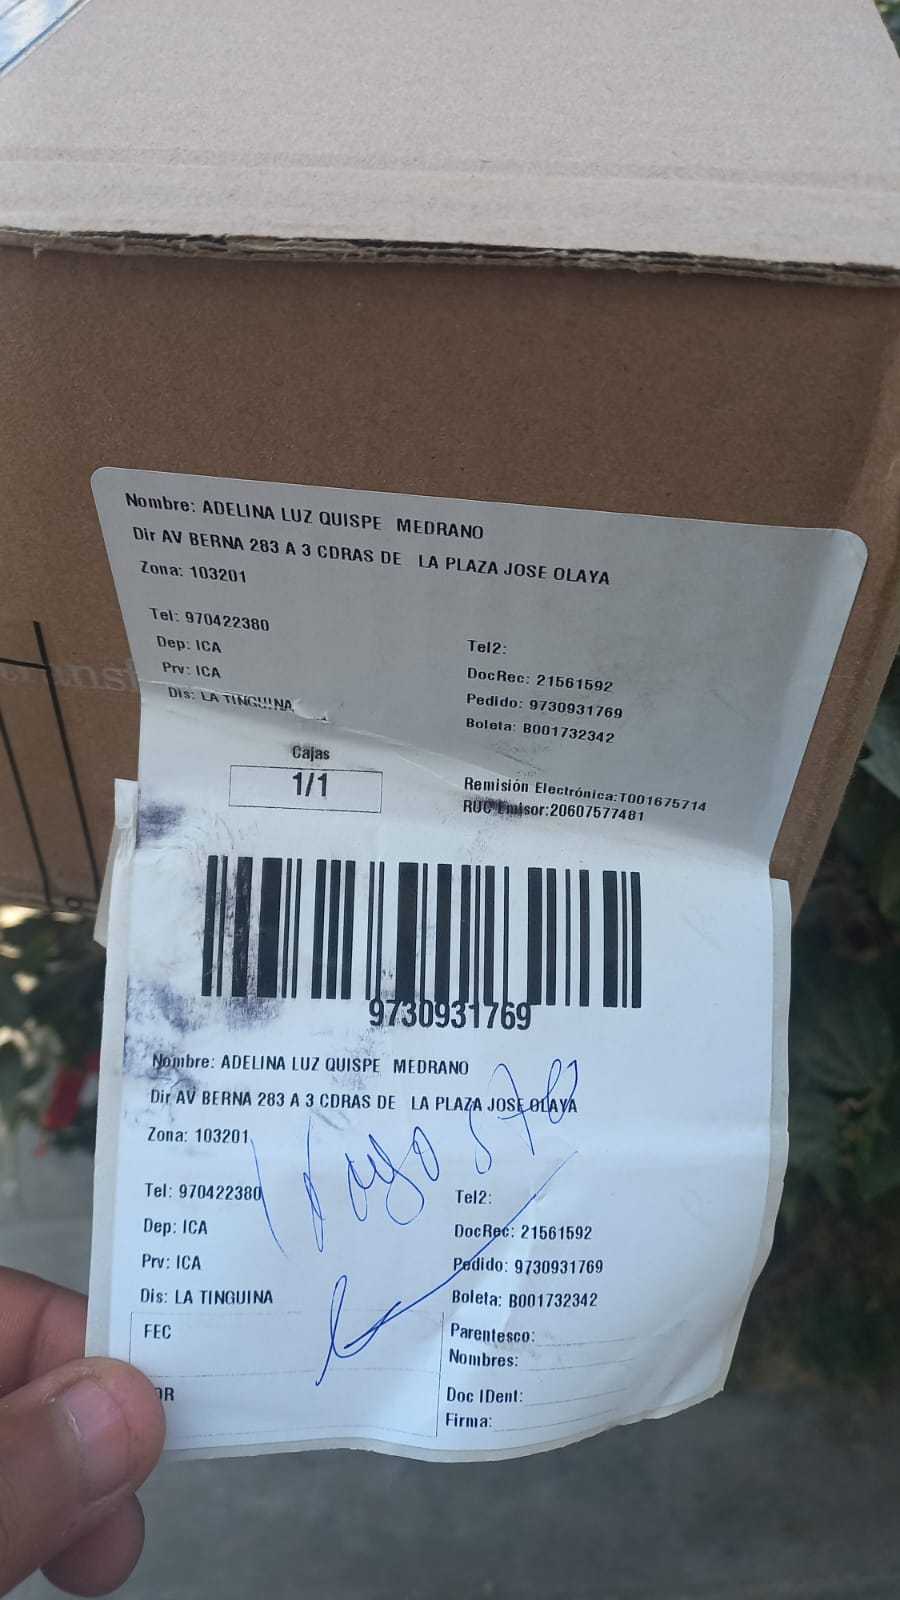 Nombre: ADELINA LUZ QUISPE MEDRANO
Dir AV BERNA 283 A 3 CDRAS DE LA PLAZA JOSE OLAYA
Zona: 103201
Tel: 970422380
Tel2:
Dep: ICA
DocRec: 21561592
Prv: ICA
Pedido: 9730931769
Dis: LA TINGUINA
Boleta: B001732342
Cajas
1/1
Remisión Electrónica:T001675714
RUC Emisor:20607577481
9730931769
Nombre: ADELINA LUZ QUISPE MEDRANO
Dir AV BERNA 283 A 3 CDRAS DE LA PLAZA JOSE OLAYA
Zona: 103201
Tel: 970422380
Tel2:
Dep: ICA
DocRec: 21561592
Prv: ICA
Pedido: 9730931769
Dis: LA TINGUINA
Boleta: B001732342
FEC
Parentesco:
Nombres:
Doc IDent:
Firma: